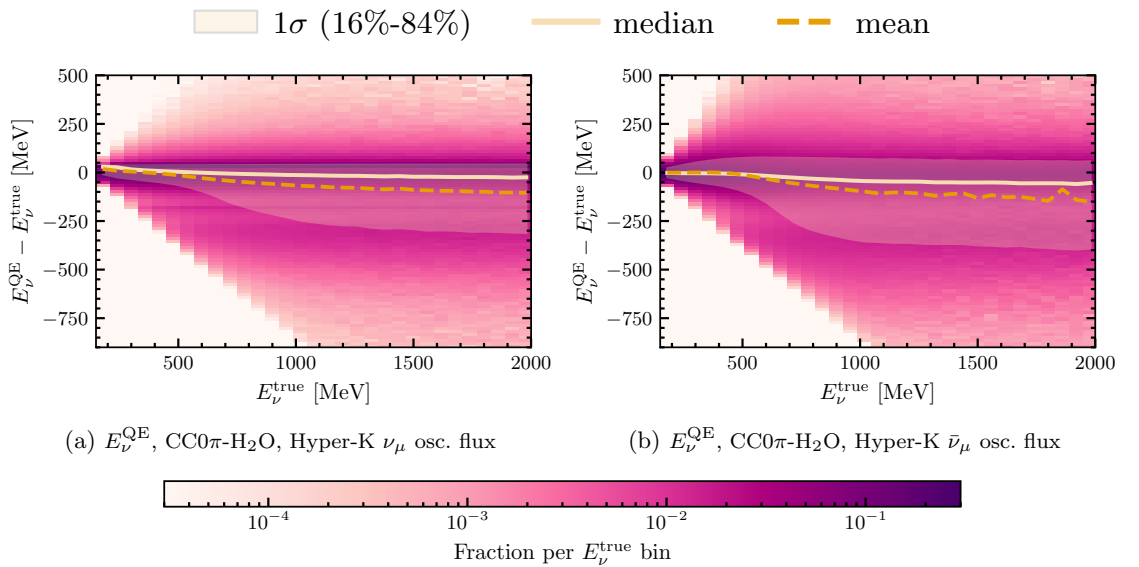 1σ (16%-84%) median mean
500
250
0
−250
−500
−750
E_ν^QE − E_ν^true [MeV]
500 1000 1500 2000
E_ν^true [MeV]
(a) E_ν^QE, CC0π-H₂O, Hyper-K ν_μ osc. flux
500
250
0
−250
−500
−750
E_ν^QE − E_ν^true [MeV]
500 1000 1500 2000
E_ν^true [MeV]
(b) E_ν^QE, CC0π-H₂O, Hyper-K ν̄_μ osc. flux
10⁻⁴ 10⁻³ 10⁻² 10⁻¹
Fraction per E_ν^true bin